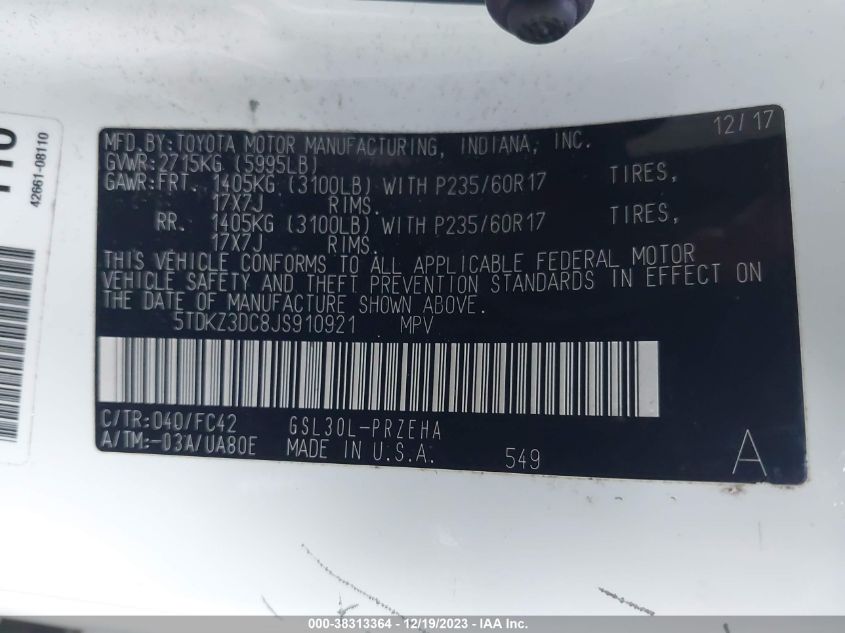 12/17
MFD.BY:TOYOTA MOTOR MANUFACTURING, INDIANA, INC.
GVWR:2715KG (5995LB)
GAWR:FRT. 1405KG (3100LB) WITH P235/60R17 TIRES,
17X7J RIMS.
RR. 1405KG (3100LB) WITH P235/60R17 TIRES,
17X7J RIMS.
THIS VEHICLE CONFORMS TO ALL APPLICABLE FEDERAL MOTOR
VEHICLE SAFETY AND THEFT PREVENTION STANDARDS IN EFFECT ON
THE DATE OF MANUFACTURE SHOWN ABOVE.
5TDKZ3DC8JS910921 MPV
C/TR:040/FC42 GSL30L-PRZEHA
A/TM:-03A/UA80E MADE IN U.S.A. 549 A
42661-08110
000-38313364 - 12/19/2023 - IAA Inc.